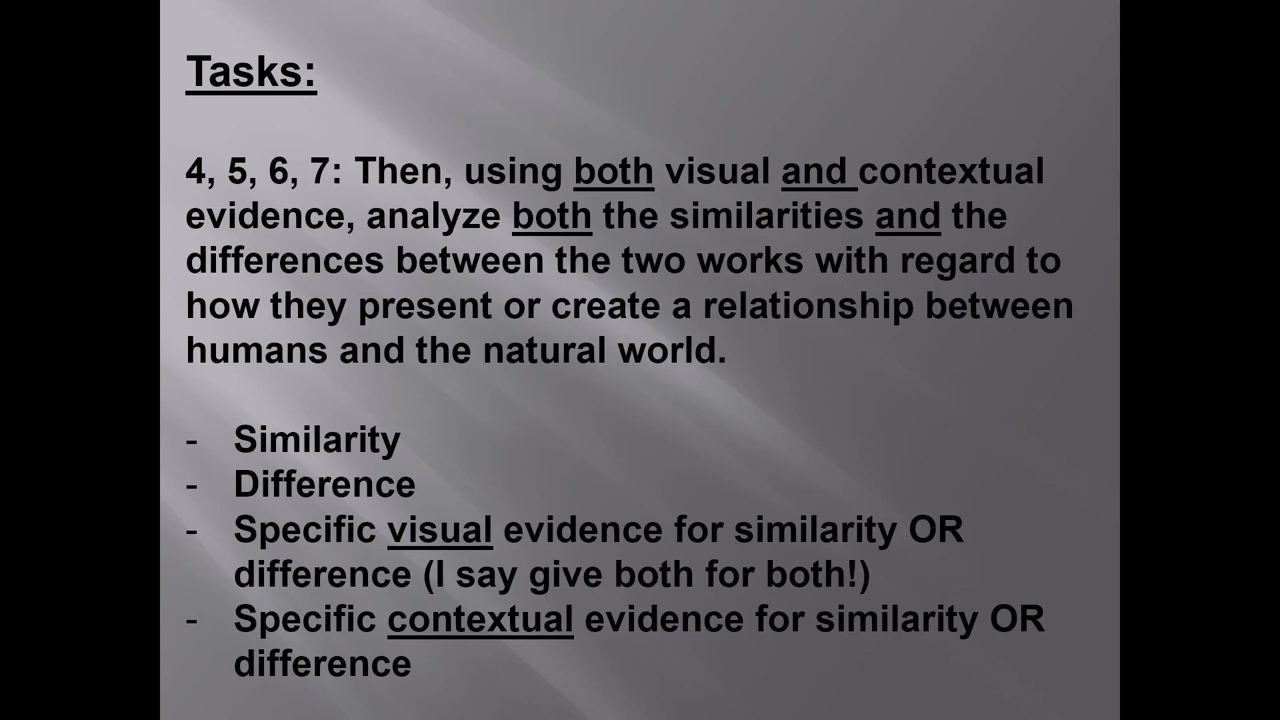 Tasks:
4, 5, 6, 7: Then, using both visual and contextual
evidence, analyze both the similarities and the
differences between the two works with regard to
how they present or create a relationship between
humans and the natural world.
- Similarity
- Difference
- Specific visual evidence for similarity OR
difference (I say give both for both!)
- Specific contextual evidence for similarity OR
difference